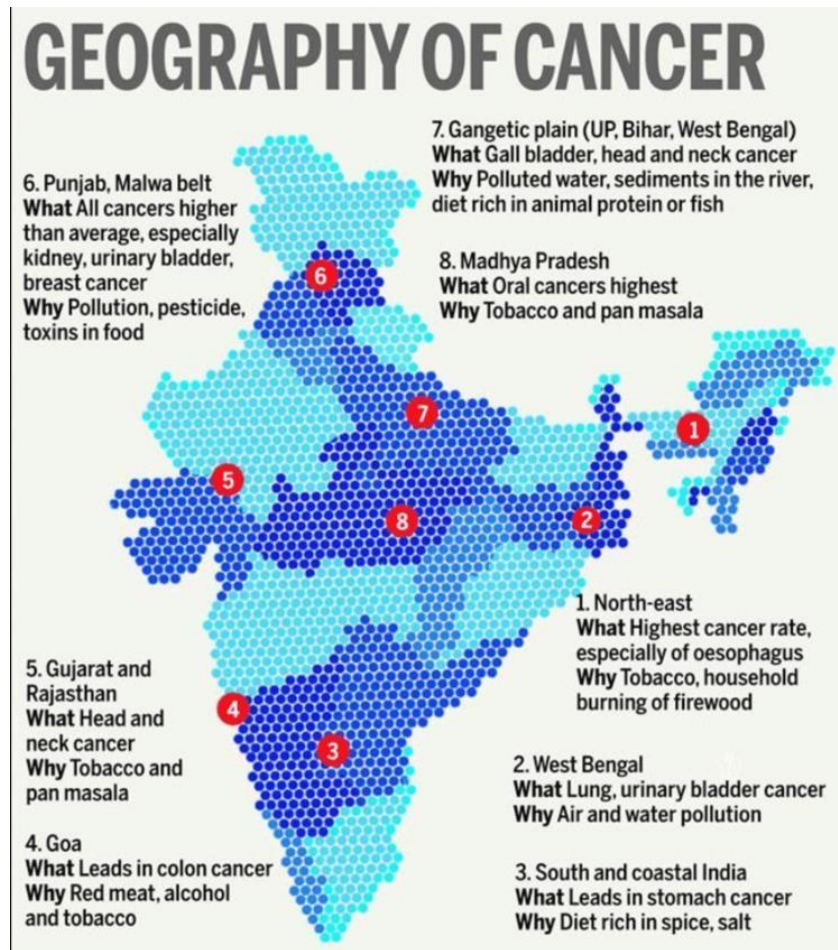 GEOGRAPHY OF CANCER
7. Gangetic plain (UP, Bihar, West Bengal)
What Gall bladder, head and neck cancer
Why Polluted water, sediments in the river,
diet rich in animal protein or fish
6. Punjab, Malwa belt
What All cancers higher
than average, especially
kidney, urinary bladder,
breast cancer
Why Pollution, pesticide,
toxins in food
8. Madhya Pradesh
What Oral cancers highest
Why Tobacco and pan masala
6
7
1
5
8
2
4
3
1. North-east
What Highest cancer rate,
especially of oesophagus
Why Tobacco, household
burning of firewood
5. Gujarat and
Rajasthan
What Head and
neck cancer
Why Tobacco and
pan masala
2. West Bengal
What Lung, urinary bladder cancer
Why Air and water pollution
4. Goa
What Leads in colon cancer
Why Red meat, alcohol
and tobacco
3. South and coastal India
What Leads in stomach cancer
Why Diet rich in spice, salt